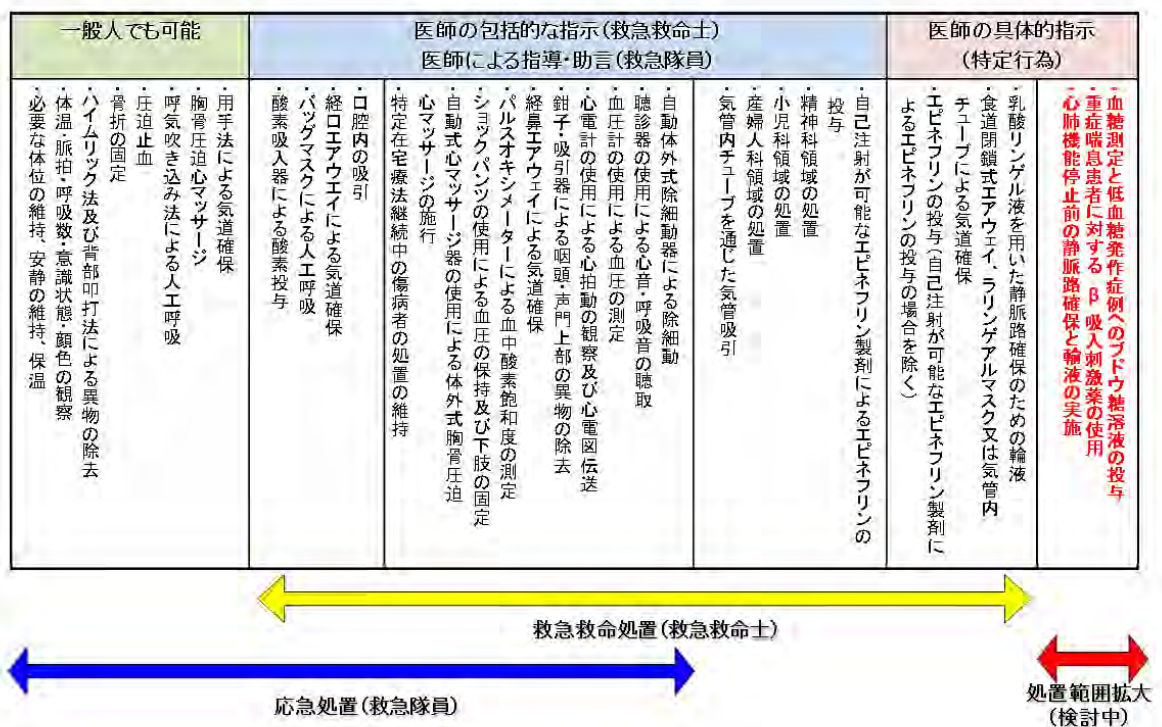 一般人でも可能
医師の包括的な指示(救急救命士)
医師による指導・助言(救急隊員)
医師の具体的指示
(特定行為)
・用手法による気道確保
・胸骨圧迫心マッサージ
・呼気吹き込み法による人工呼吸
・圧迫止血
・骨折の固定
・ハイムリック法及び背部叩打法による異物の除去
・体温・脈拍・呼吸数・意識状態・顔色の観察
・必要な体位の維持、安静の維持、保温
・口腔内の吸引
・経口エアウエイによる気道確保
・バッグマスクによる人工呼吸
・酸素吸入器による酸素投与
・自動体外式除細動器による除細動
・聴診器の使用による心音・呼吸音の聴取
・血圧計の使用による血圧の測定
・心電計の使用による心拍動の観察及び心電図伝送
・鉗子・吸引器による咽頭・声門上部の異物の除去
・経鼻エアウェイによる気道確保
・パルスオキシメーターによる血中酸素飽和度の測定
・ショックパンツの使用による血圧の保持及び下肢の固定
・自動式心マッサージ器の使用による体外式胸骨圧迫
心マッサージの施行
・特定在宅療法継続中の傷病者の処置の維持
・自己注射が可能なエピネフリン製剤によるエピネフリンの
投与
・精神科領域の処置
・小児科領域の処置
・産婦人科領域の処置
・気管内チューブを通じた気管吸引
・乳酸リンゲル液を用いた静脈路確保のための輸液
・食道閉鎖式エアウェイ、ラリンゲアルマスク又は気管内
チューブによる気道確保
・エピネフリンの投与(自己注射が可能なエピネフリン製剤に
よるエピネフリンの投与の場合を除く)
・血糖測定と低血糖発作症例へのブドウ糖溶液の投与
・重症喘息患者に対する β 吸入刺激薬の使用
・心肺機能停止前の静脈路確保と輸液の実施
救急救命処置(救急救命士)
応急処置(救急隊員)
処置範囲拡大
(検討中)